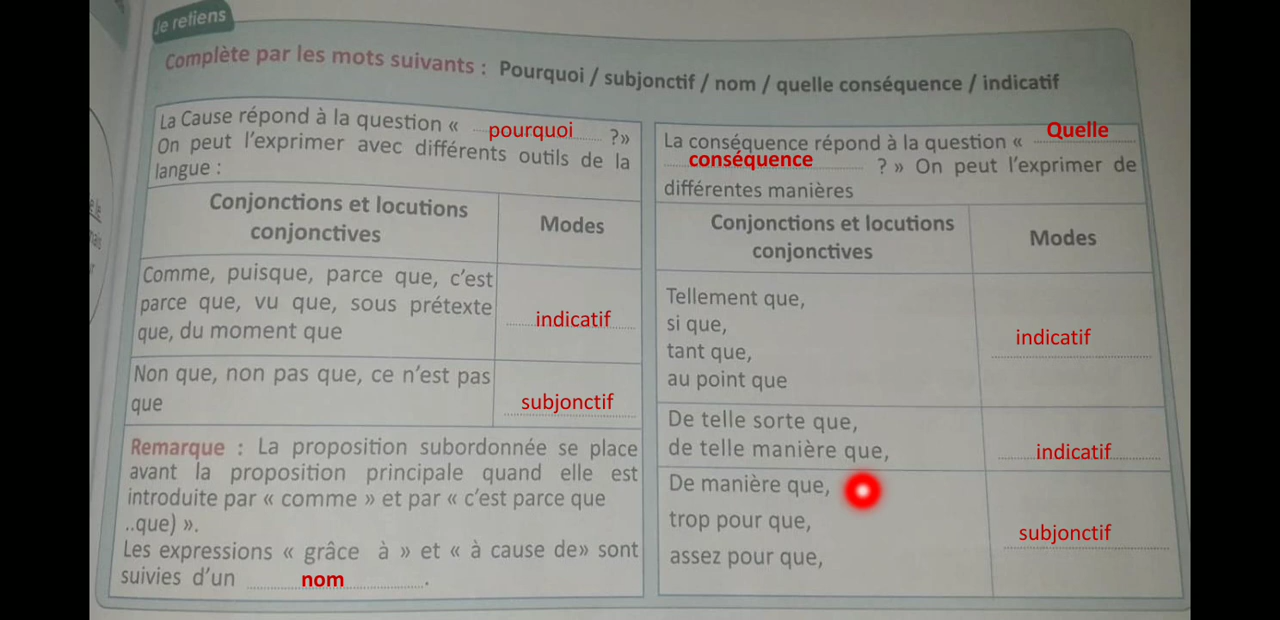 Je retiens
Complète par les mots suivants : Pourquoi / subjonctif / nom / quelle conséquence / indicatif
La Cause répond à la question « pourquoi ?»
On peut l'exprimer avec différents outils de la
langue :
Conjonctions et locutions
conjonctives
Modes
Comme, puisque, parce que, c'est
parce que, vu que, sous prétexte
que, du moment que
indicatif
Non que, non pas que, ce n'est pas
que
subjonctif
Remarque : La proposition subordonnée se place
avant la proposition principale quand elle est
introduite par « comme » et par « c'est parce que
..que) ».
Les expressions « grâce à » et « à cause de» sont
suivies d'un nom .
La conséquence répond à la question « Quelle
conséquence ? » On peut l'exprimer de
différentes manières
Conjonctions et locutions
conjonctives
Modes
Tellement que,
si que,
tant que,
au point que
indicatif
De telle sorte que,
de telle manière que,
indicatif
De manière que,
trop pour que,
assez pour que,
subjonctif